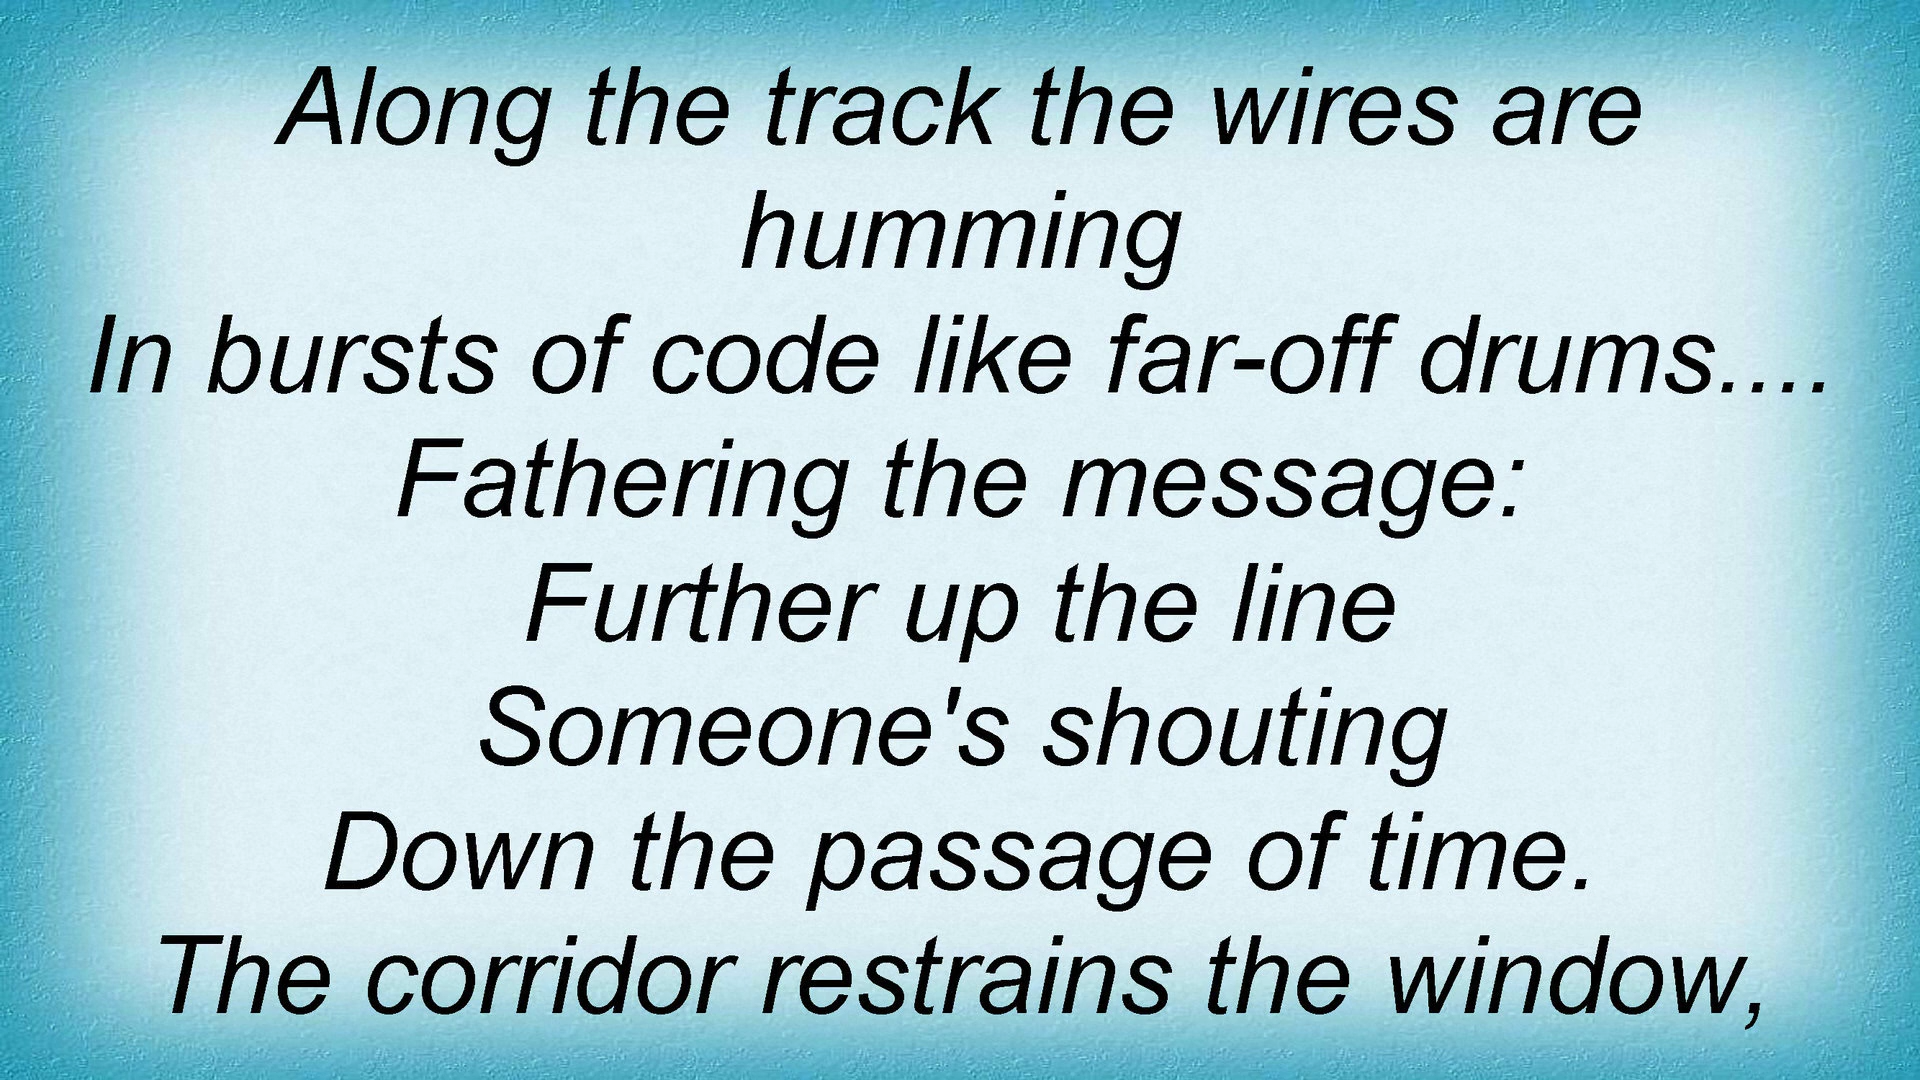 Along the track the wires are
humming
In bursts of code like far-off drums....
Fathering the message:
Further up the line
Someone's shouting
Down the passage of time.
The corridor restrains the window,